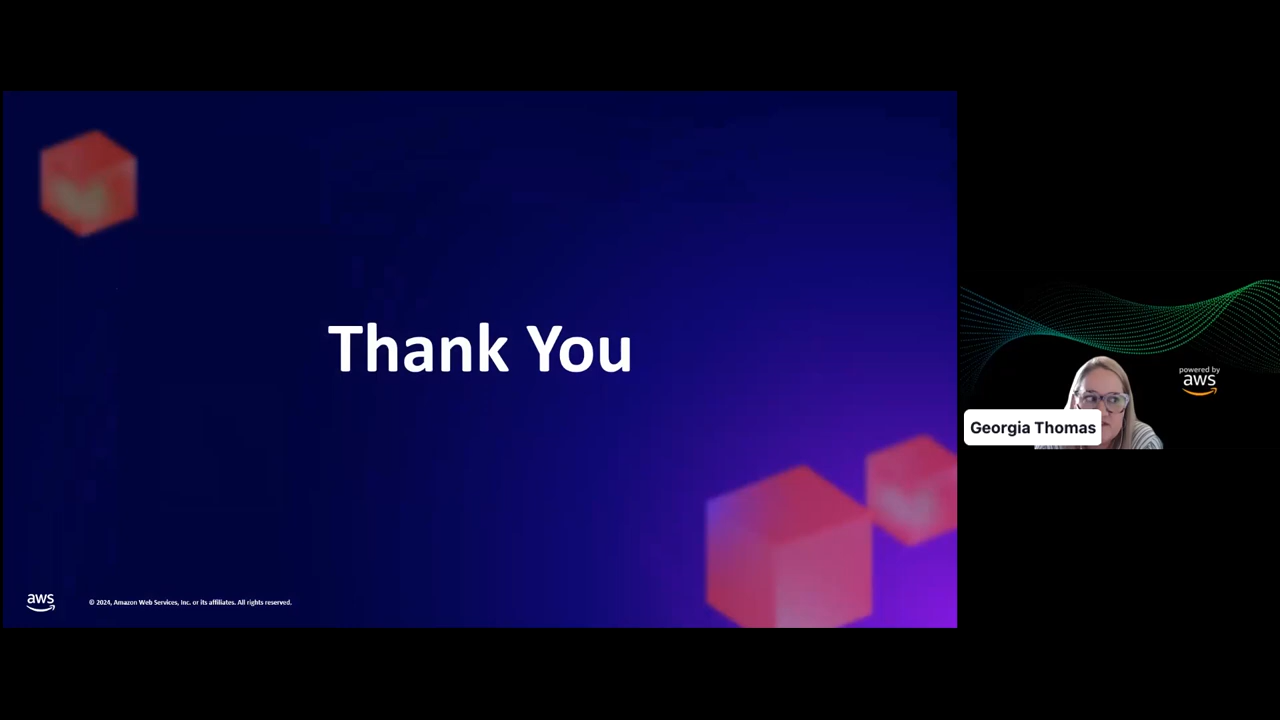 Thank You
aws
© 2024, Amazon Web Services, Inc. or its affiliates. All rights reserved.
powered by
aws
Georgia Thomas